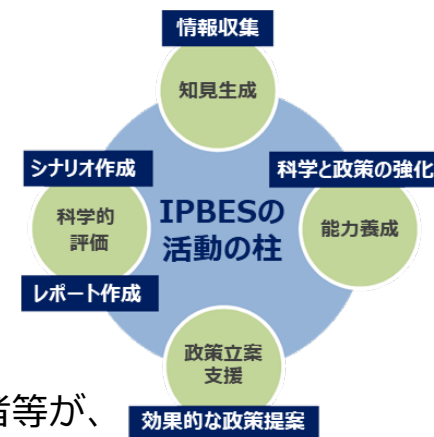 情報収集
知見生成
シナリオ作成
科学と政策の強化
科学的
評価
IPBESの
活動の柱
能力養成
レポート作成
政策立案
支援
者等が、
効果的な政策提案